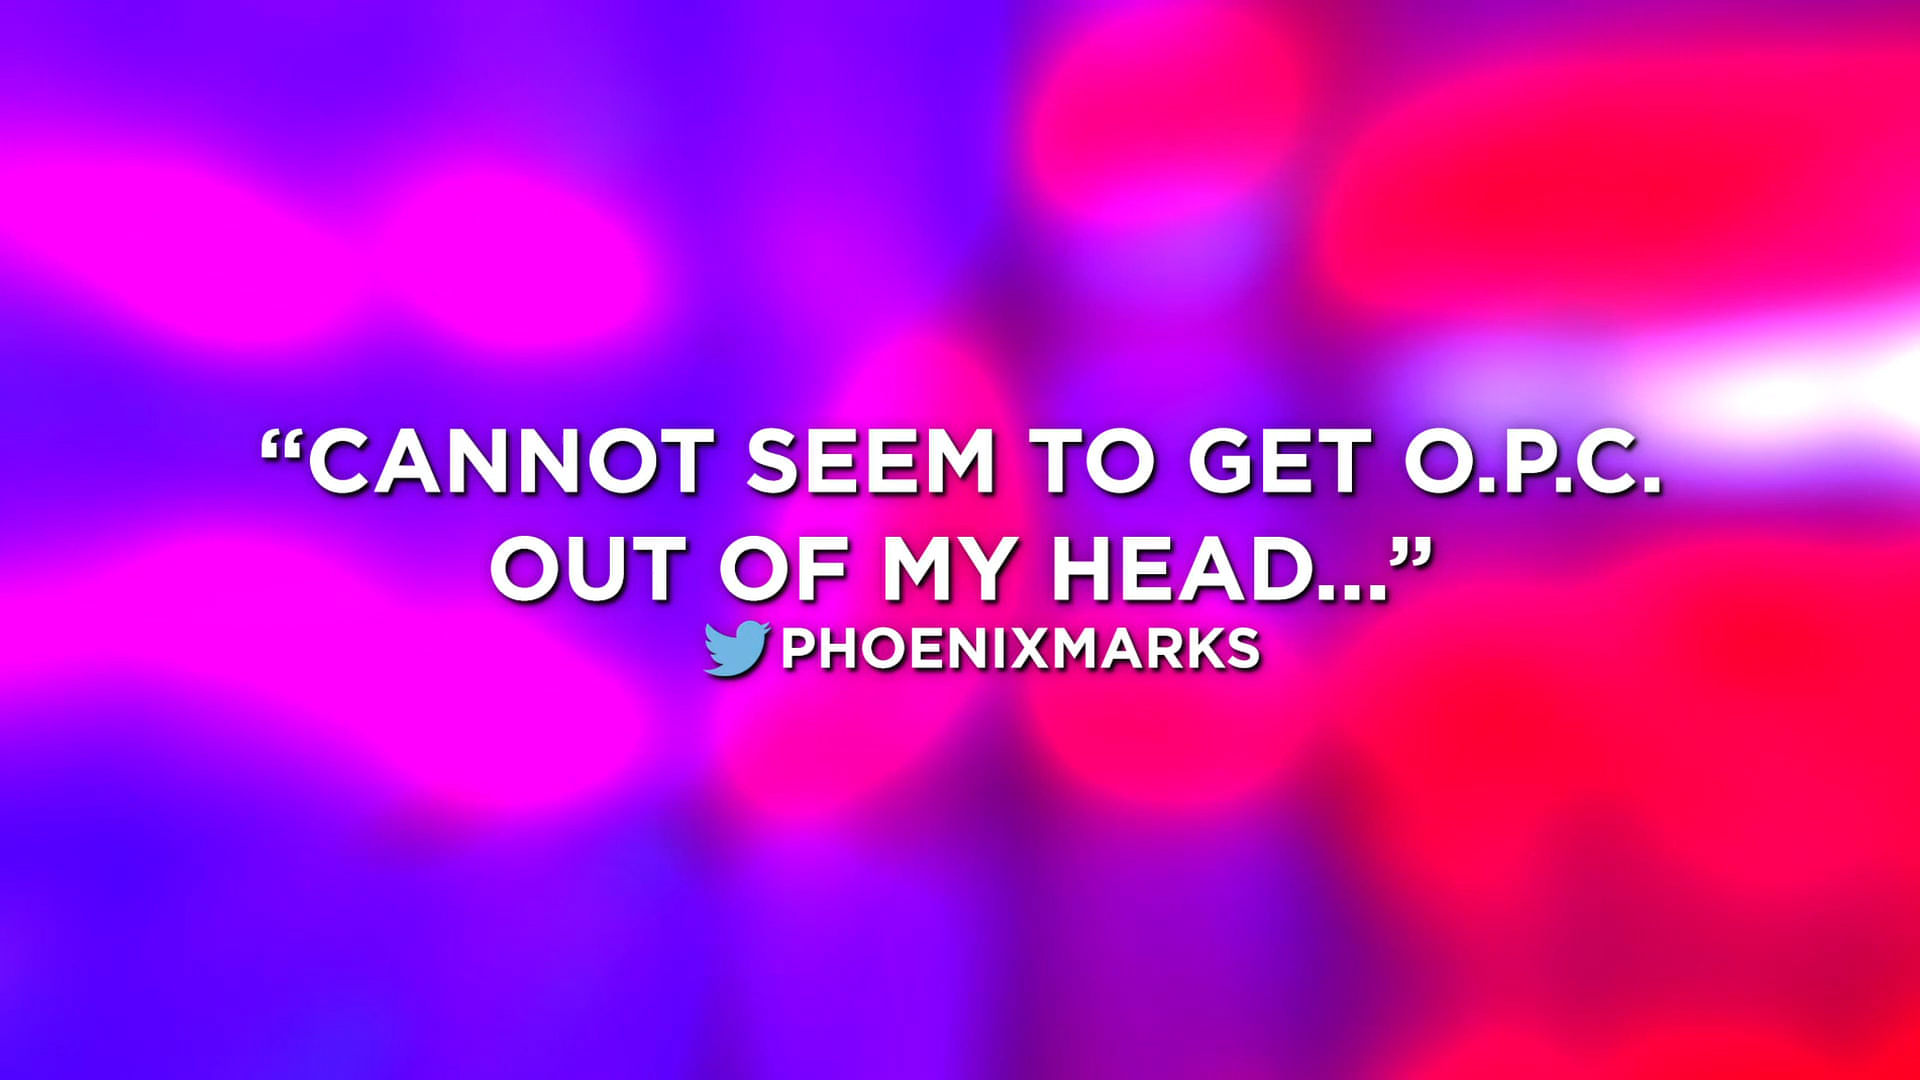 “CANNOT SEEM TO GET O.P.C.
OUT OF MY HEAD...”
PHOENIXMARKS